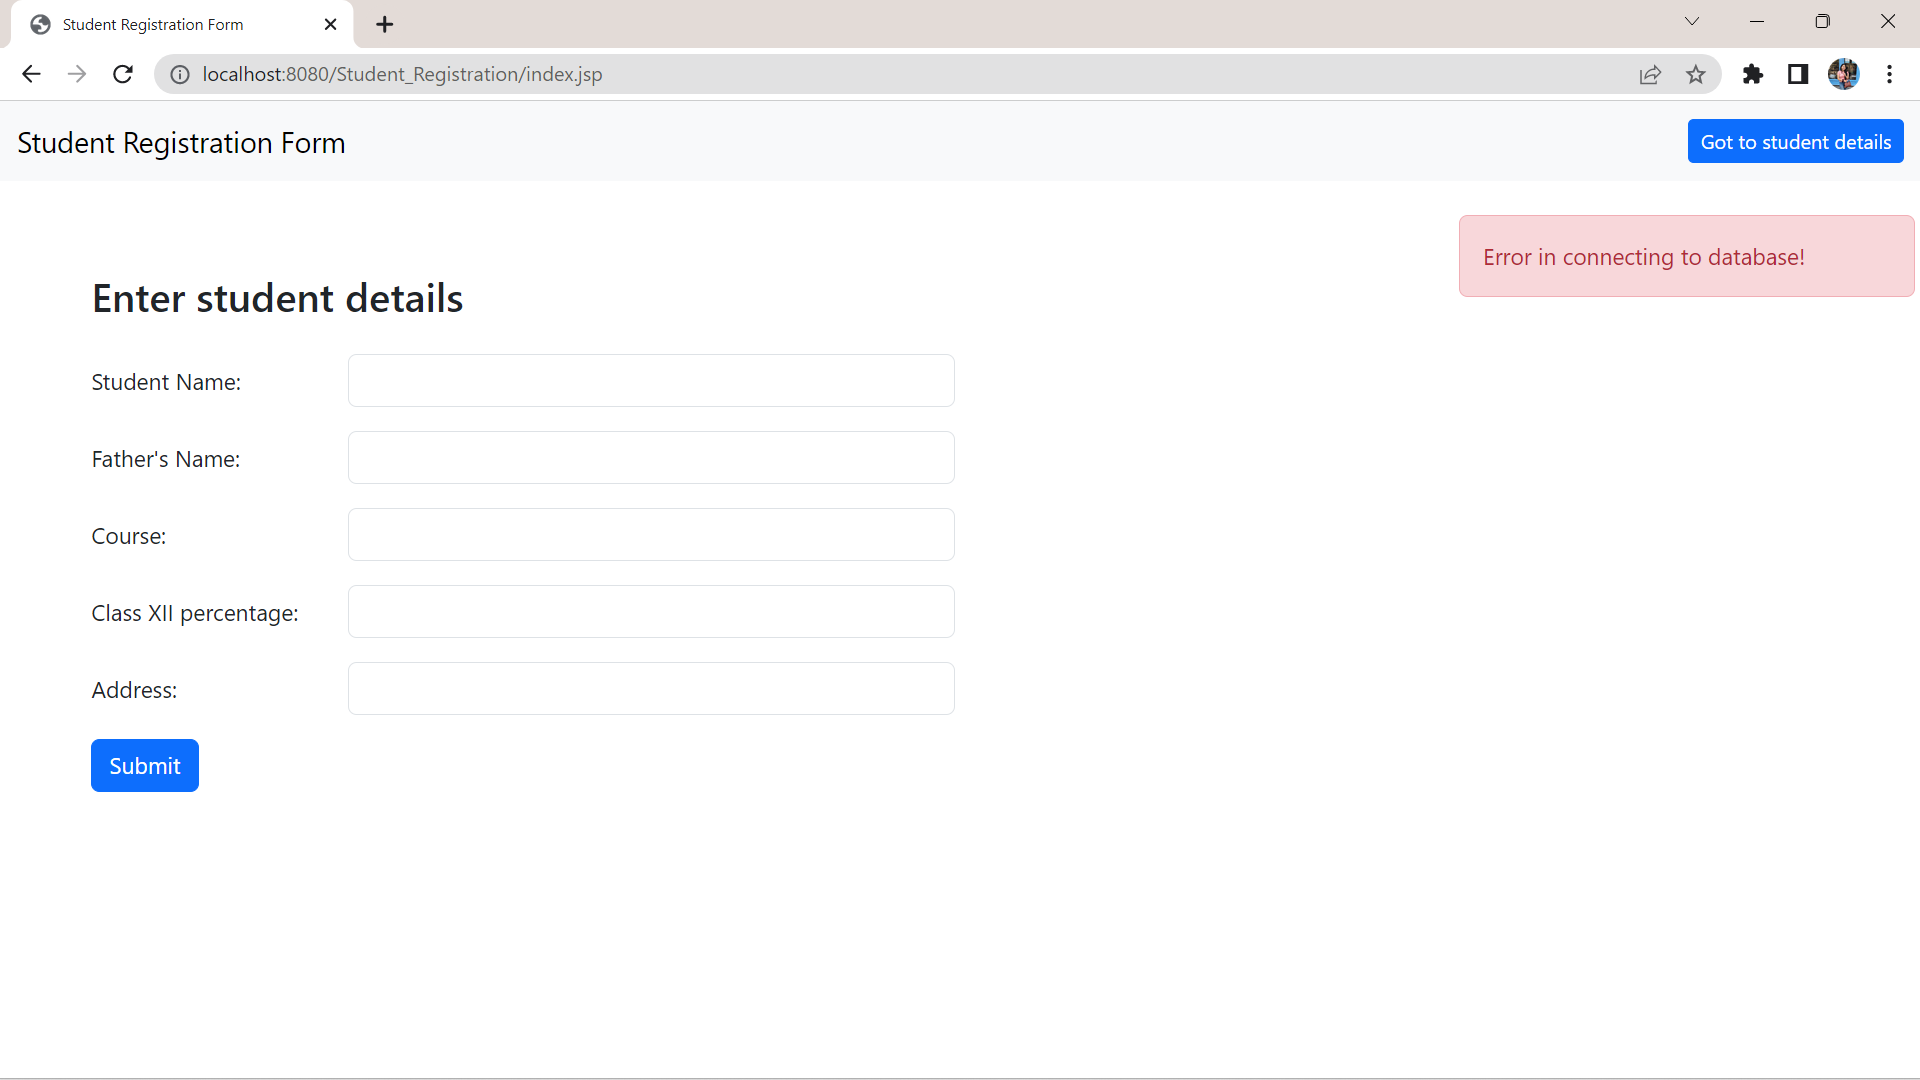 Student Registration Form
localhost:8080/Student_Registration/index.jsp
Student Registration Form
Got to student details
Error in connecting to database!
Enter student details
Student Name:
Father's Name:
Course:
Class XII percentage:
Address:
Submit